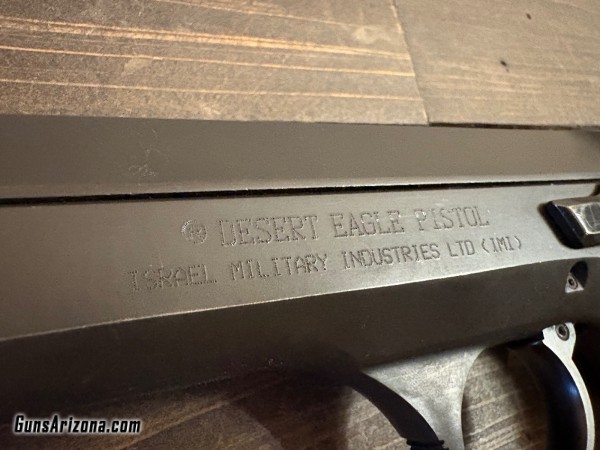 DESERT EAGLE PISTOL
ISRAEL MILITARY INDUSTRIES LTD (IMI)
GunsArizona.com